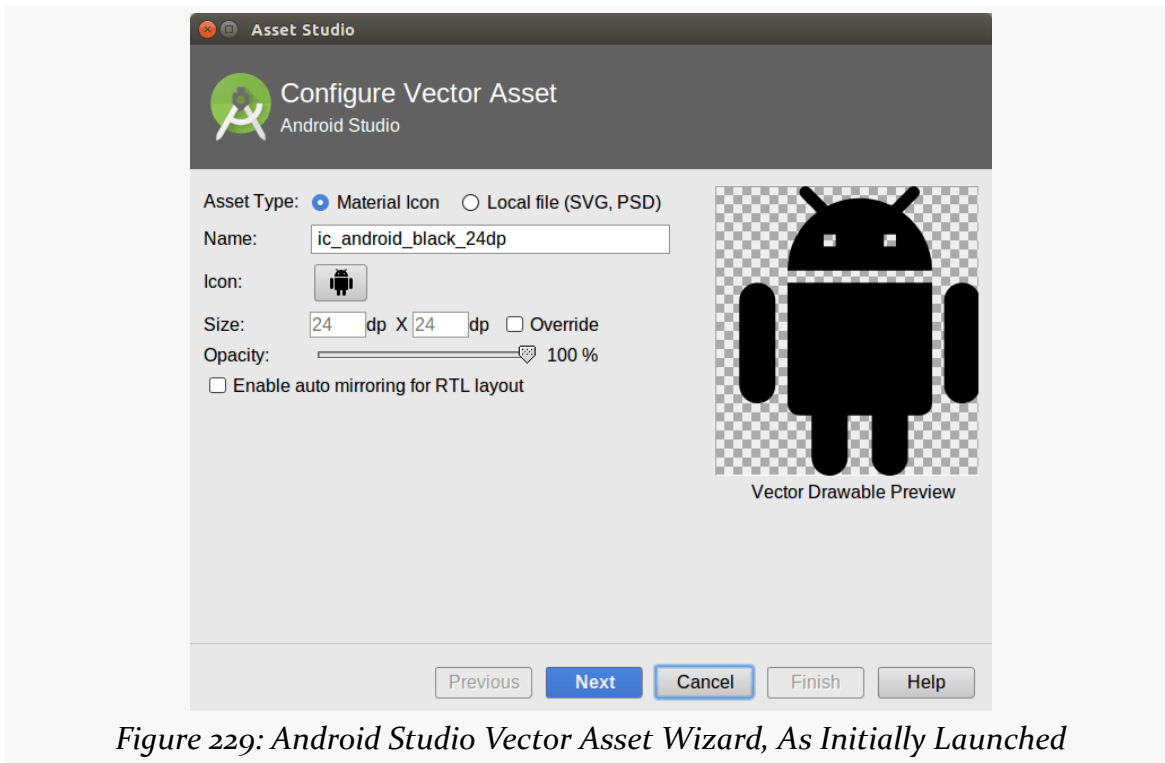 Asset Studio
Configure Vector Asset
Android Studio
Asset Type: Material Icon Local file (SVG, PSD)
Name: ic_android_black_24dp
Icon:
Size: 24 dp X 24 dp Override
Opacity: 100 %
Enable auto mirroring for RTL layout
Vector Drawable Preview
Previous Next Cancel Finish Help
Figure 229: Android Studio Vector Asset Wizard, As Initially Launched